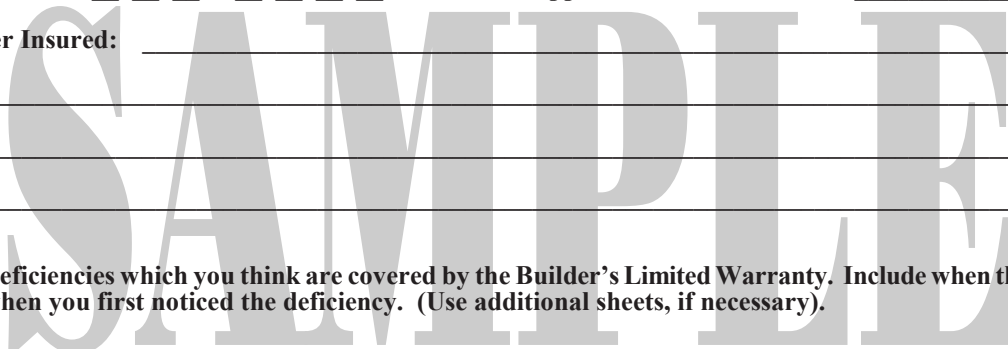 er Insured:
SAMPLE
eficiencies which you think are covered by the Builder's Limited Warranty. Include when th
hen you first noticed the deficiency. (Use additional sheets, if necessary).